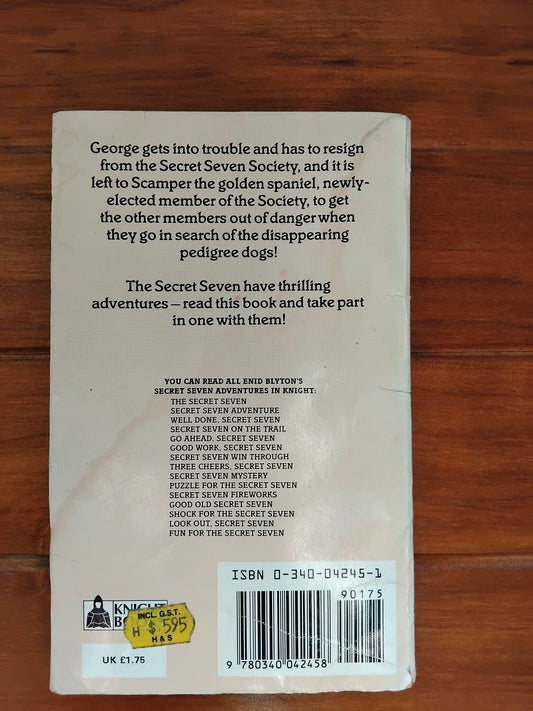 George gets into trouble and has to resign
from the Secret Seven Society, and it is
left to Scamper the golden spaniel, newly-
elected member of the Society, to get
the other members out of danger when
they go in search of the disappearing
pedigree dogs!
The Secret Seven have thrilling
adventures – read this book and take part
in one with them!
YOU CAN READ ALL ENID BLYTON'S
SECRET SEVEN ADVENTURES IN KNIGHT:
THE SECRET SEVEN
SECRET SEVEN ADVENTURE
WELL DONE, SECRET SEVEN
SECRET SEVEN ON THE TRAIL
GO AHEAD, SECRET SEVEN
GOOD WORK, SECRET SEVEN
SECRET SEVEN WIN THROUGH
THREE CHEERS, SECRET SEVEN
SECRET SEVEN MYSTERY
PUZZLE FOR THE SECRET SEVEN
SECRET SEVEN FIREWORKS
GOOD OLD SECRET SEVEN
SHOCK FOR THE SECRET SEVEN
LOOK OUT, SECRET SEVEN
FUN FOR THE SECRET SEVEN
ISBN 0-340-04245-1
90175
KNIGHT
INCL. G.S.T.
H $ 595
H & S
UK £1.75
9 780340 042458